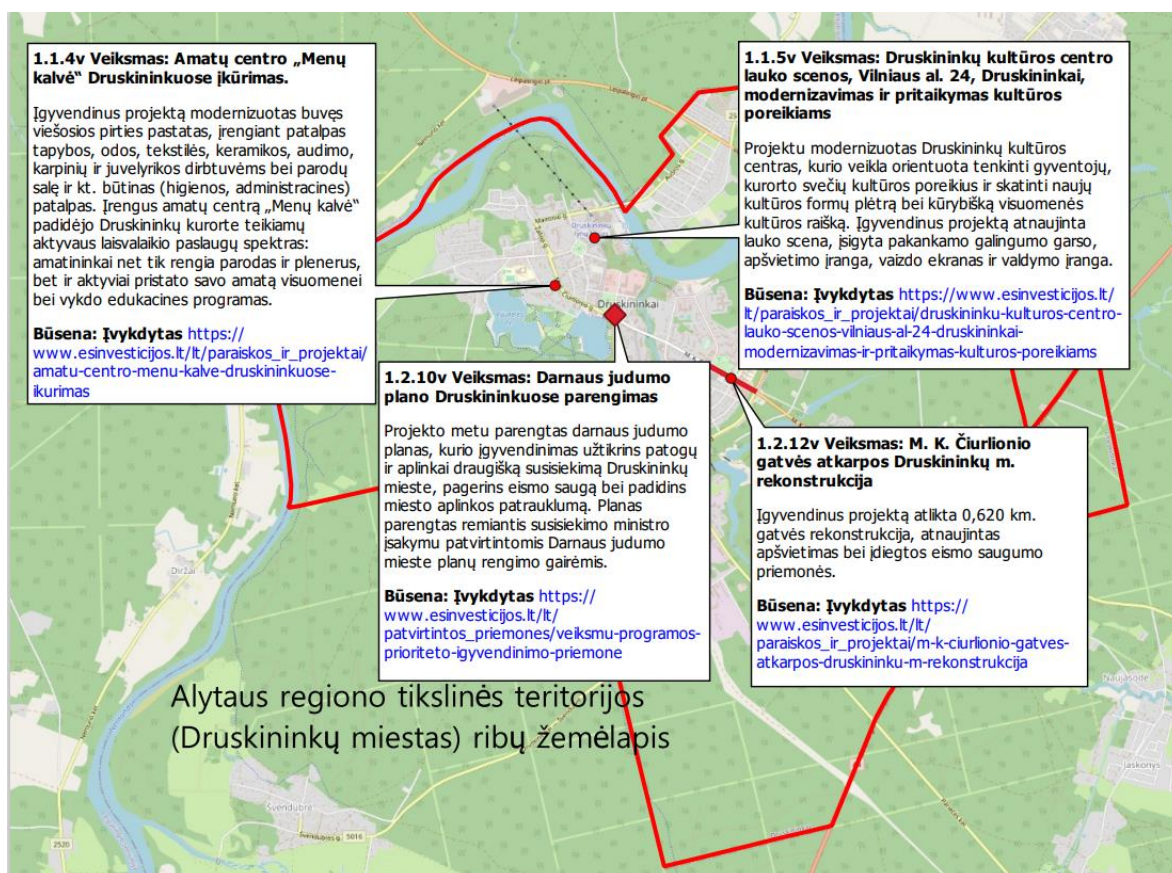 1.1.4v Veiksmas: Amatų centro „Menų
kalvė“ Druskininkuose įkūrimas.
Įgyvendinus projektą modernizuotas buvęs
viešosios pirties pastatas, įrengiant patalpas
tapybos, odos, tekstilės, keramikos, audimo,
karpinių ir juvelyrikos dirbtuvėms bei parodų
salę ir kt. būtinas (higienos, administracines)
patalpas. Įrengus amatų centrą „Menų kalvė“
padidėjo Druskininkų kurorte teikiamų
aktyvaus laisvalaikio paslaugų spektras:
amatininkai net tik rengia parodas ir plenerus,
bet ir aktyviai pristato savo amatą visuomenei
bei vykdo edukacines programas.
Būsena: Įvykdytas https://
www.esinvesticijos.lt/lt/paraiskos_ir_projektai/
amatu-centro-menu-kalve-druskininkuose-
ikurimas
1.1.5v Veiksmas: Druskininkų kultūros centro
lauko scenos, Vilniaus al. 24, Druskininkai,
modernizavimas ir pritaikymas kultūros
poreikiams
Projektu modernizuotas Druskininkų kultūros
centras, kurio veikla orientuota tenkinti gyventojų,
kurorto svečių kultūros poreikius ir skatinti naujų
kultūros formų plėtrą bei kūrybišką visuomenės
kultūros raišką. Įgyvendinus projektą atnaujinta
lauko scena, įsigyta pakankamo galingumo garso,
apšvietimo įranga, vaizdo ekranas ir valdymo įranga.
Būsena: Įvykdytas https://www.esinvesticijos.lt/
lt/paraiskos_ir_projektai/druskininku-kulturos-centro-
lauko-scenos-vilniaus-al-24-druskininkai-
modernizavimas-ir-pritaikymas-kulturos-poreikiams
Leipalingio pl.
Druskininkai
1.2.10v Veiksmas: Darnaus judumo
plano Druskininkuose parengimas
Projekto metu parengtas darnaus judumo
planas, kurio įgyvendinimas užtikrins patogų
ir aplinkai draugišką susisiekimą Druskininkų
mieste, pagerins eismo saugą bei padidins
miesto aplinkos patrauklumą. Planas
parengtas remiantis susisiekimo ministro
įsakymu patvirtintomis Darnaus judumo
mieste planų rengimo gairėmis.
Būsena: Įvykdytas https://
www.esinvesticijos.lt/lt/
patvirtintos_priemones/veiksmu-programos-
prioriteto-igyvendinimo-priemone
1.2.12v Veiksmas: M. K. Čiurlionio
gatvės atkarpos Druskininkų m.
rekonstrukcija
Įgyvendinus projektą atlikta 0,620 km.
gatvės rekonstrukcija, atnaujintas
apšvietimas bei įdiegtos eismo saugumo
priemonės.
Būsena: Įvykdytas https://
www.esinvesticijos.lt/lt/
paraiskos_ir_projektai/m-k-ciurlionio-gatves-
atkarpos-druskininku-m-rekonstrukcija
Diržai
Naujasodė
Alytaus regiono tikslinės teritorijos
(Druskininkų miestas) ribų žemėlapis
Jaskonys
Švendubrė
Švendubrės g.
5016
2520